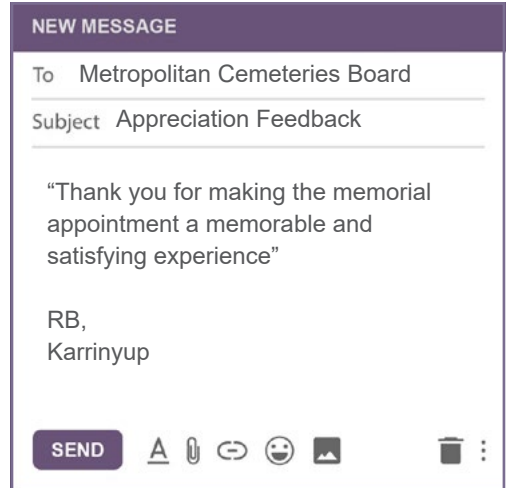 NEW MESSAGE
To Metropolitan Cemeteries Board
Subject Appreciation Feedback
“Thank you for making the memorial
appointment a memorable and
satisfying experience”
RB,
Karrinyup
SEND A